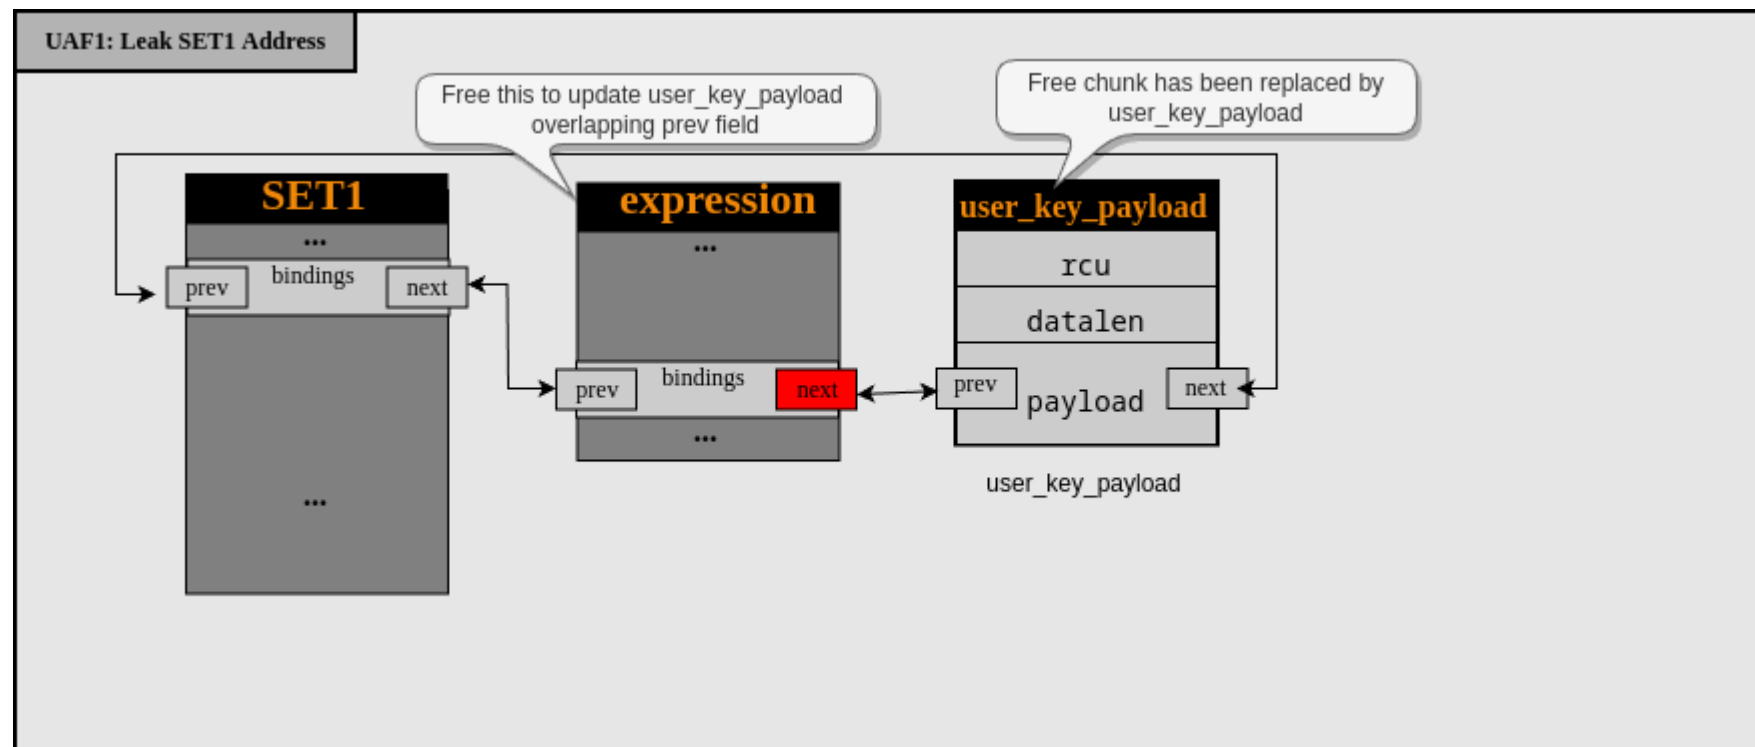 UAF1: Leak SET1 Address
Free this to update user_key_payload
overlapping prev field
Free chunk has been replaced by
user_key_payload
SET1
...
prev
bindings
next
...
expression
...
prev
bindings
next
...
user_key_payload
rcu
datalen
prev
payload
next
user_key_payload